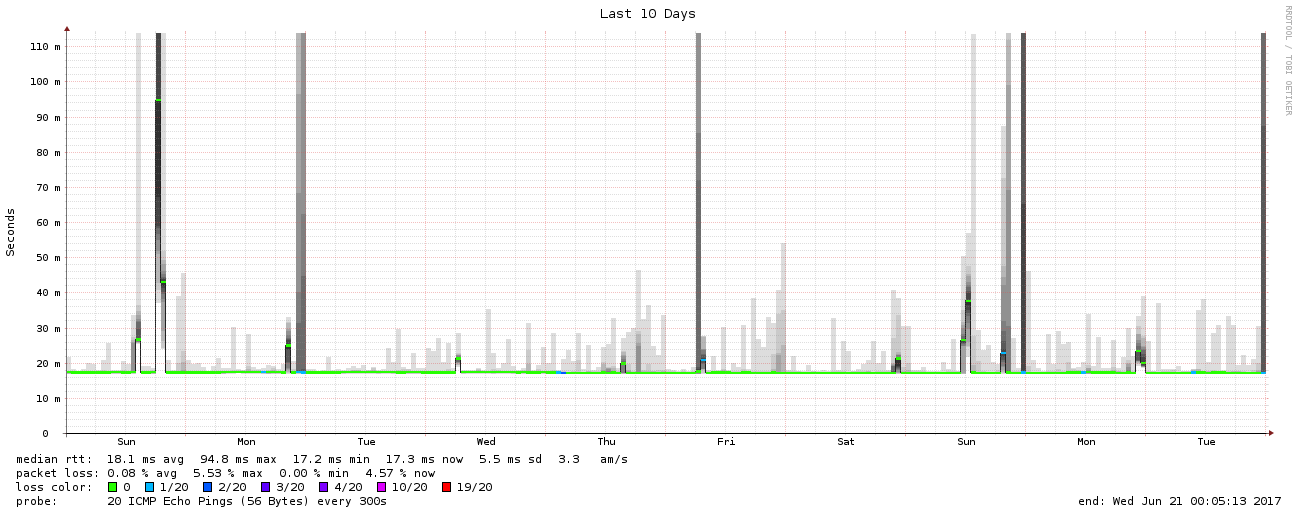 Last 10 Days
RRDTOOL / TOBI OETIKER
Seconds
110 m
100 m
90 m
80 m
70 m
60 m
50 m
40 m
30 m
20 m
10 m
0
Sun Mon Tue Wed Thu Fri Sat Sun Mon Tue
median rtt: 18.1 ms avg 94.8 ms max 17.2 ms min 17.3 ms now 5.5 ms sd 3.3 am/s
packet loss: 0.08 % avg 5.53 % max 0.00 % min 4.57 % now
loss color: 0 1/20 2/20 3/20 4/20 10/20 19/20
probe: 20 ICMP Echo Pings (56 Bytes) every 300s end: Wed Jun 21 00:05:13 2017